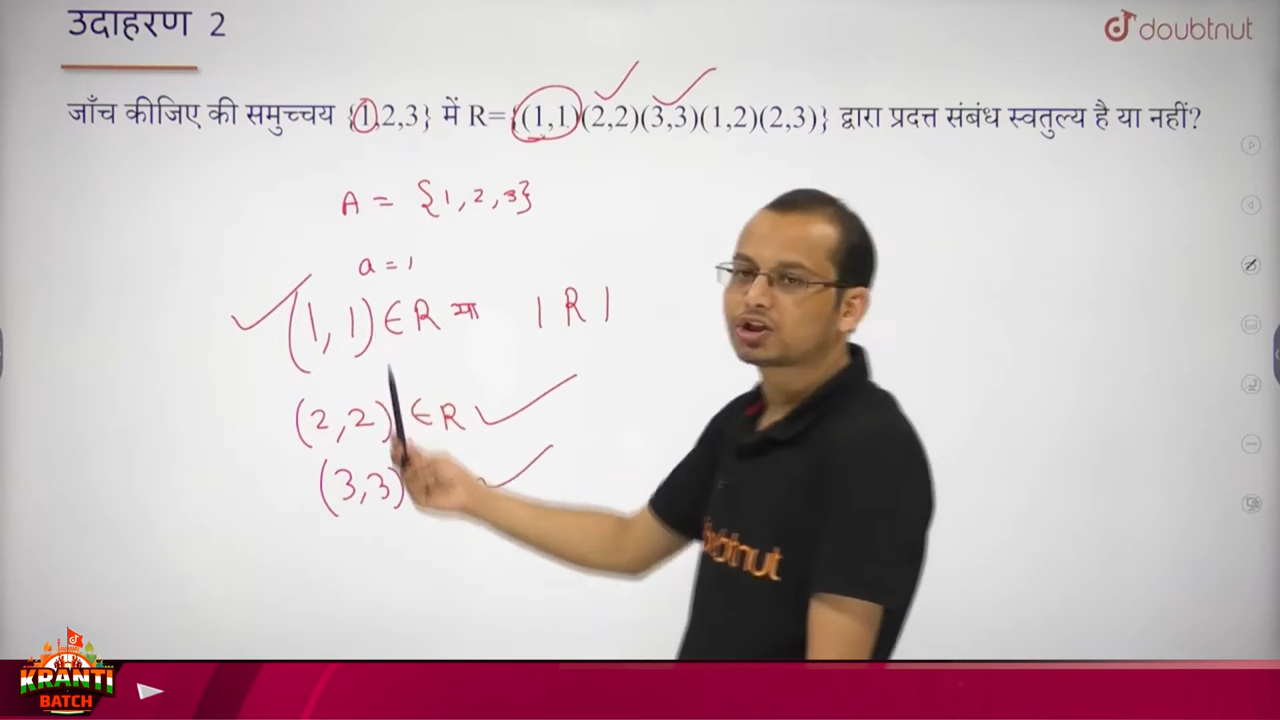 उदाहरण 2
doubtnut
जाँच कीजिए की समुच्चय {1,2,3} में R={(1,1)(2,2)(3,3)(1,2)(2,3)} द्वारा प्रदत्त संबंध स्वतुल्य है या नहीं?
A = {1,2,3}
a = 1
(1,1) ∈ R या 1 R 1
(2,2) ∈ R
(3,3)
doubtnut
KRANTI
BATCH